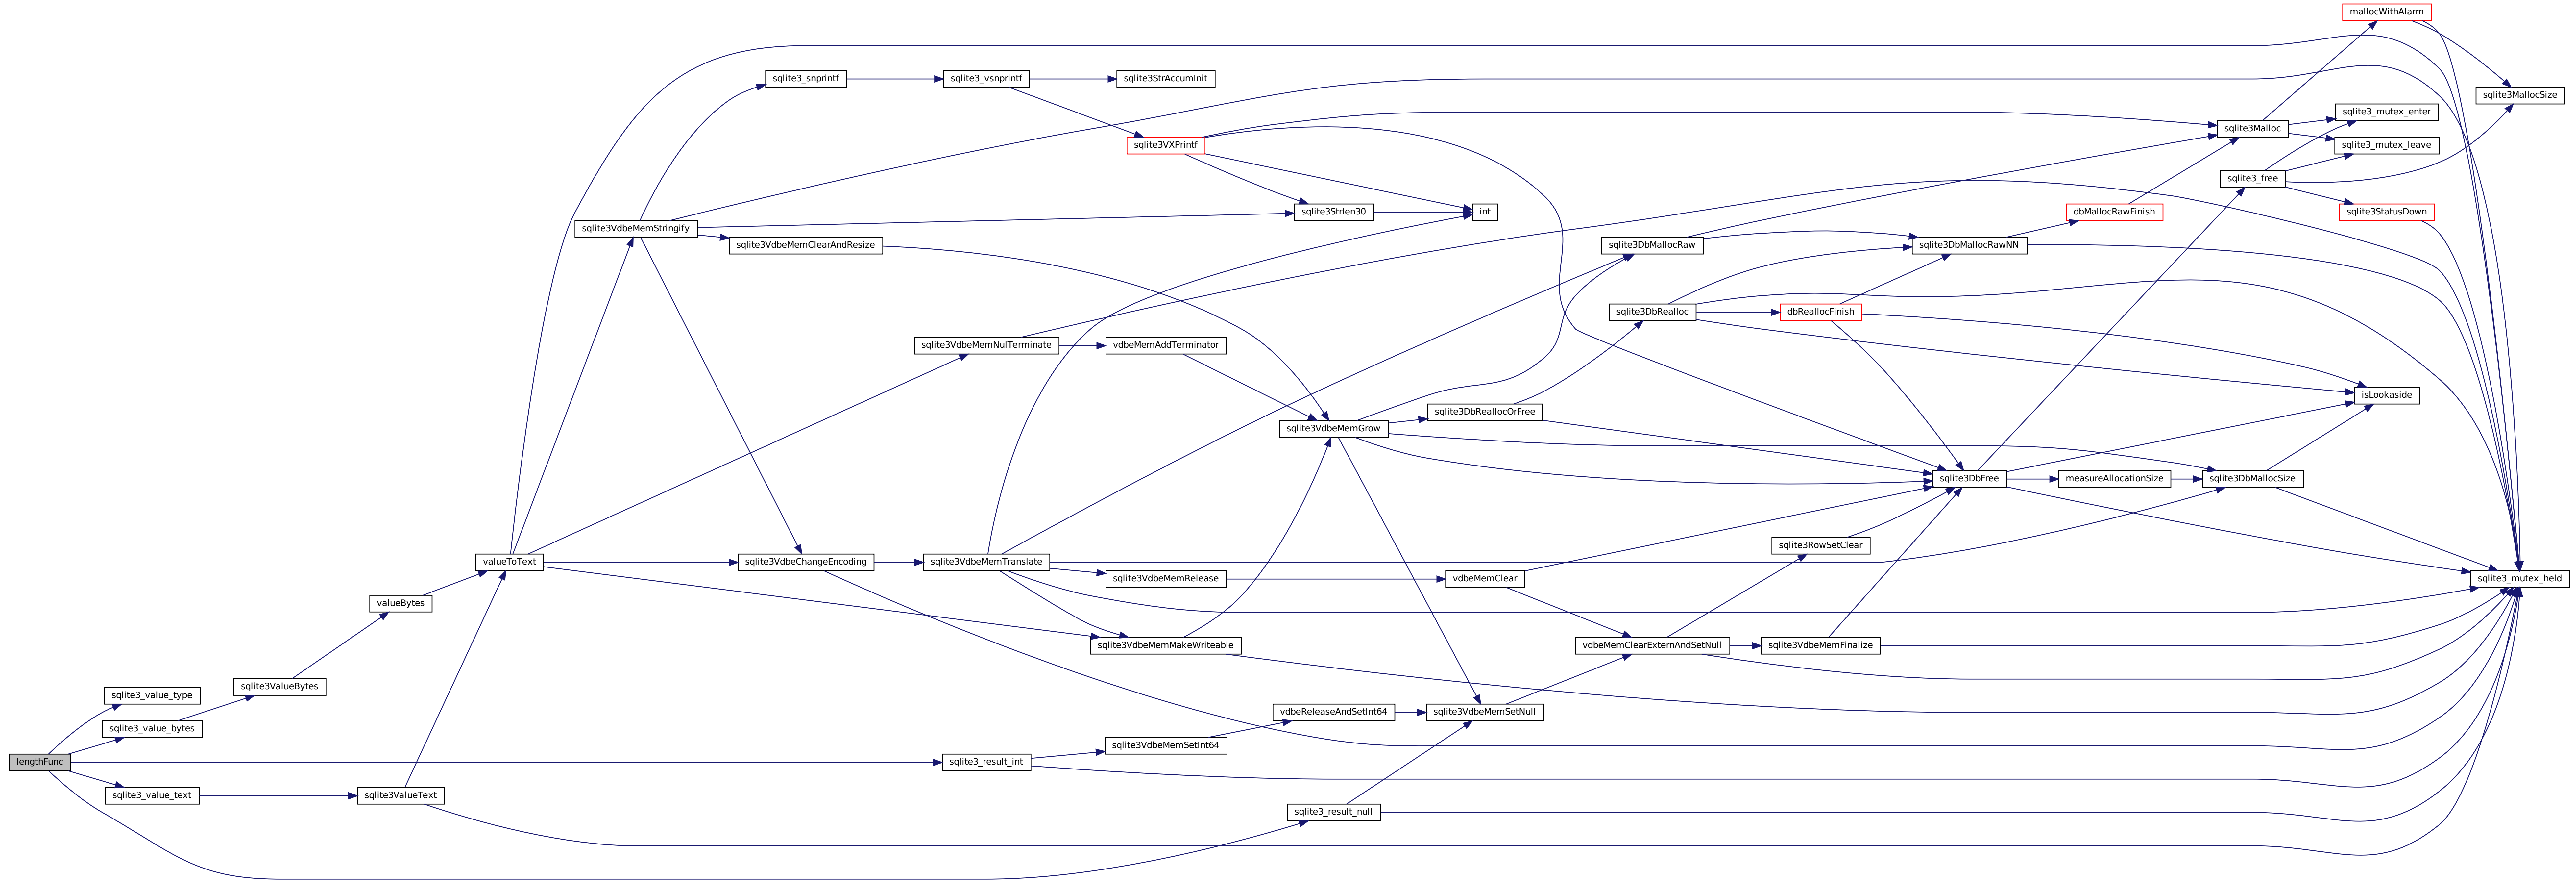 mallocWithAlarm
sqlite3_snprintf
sqlite3_vsnprintf
sqlite3StrAccumInit
sqlite3MallocSize
sqlite3_mutex_enter
sqlite3Malloc
sqlite3VXPrintf
sqlite3_mutex_leave
sqlite3_free
sqlite3Strlen30
int
dbMallocRawFinish
sqlite3StatusDown
sqlite3VdbeMemStringify
sqlite3VdbeMemClearAndResize
sqlite3DbMallocRaw
sqlite3DbMallocRawNN
sqlite3DbRealloc
dbReallocFinish
sqlite3VdbeMemNulTerminate
vdbeMemAddTerminator
isLookaside
sqlite3DbReallocOrFree
sqlite3VdbeMemGrow
sqlite3DbFree
measureAllocationSize
sqlite3DbMallocSize
sqlite3RowSetClear
valueToText
sqlite3VdbeChangeEncoding
sqlite3VdbeMemTranslate
sqlite3VdbeMemRelease
vdbeMemClear
sqlite3_mutex_held
valueBytes
sqlite3VdbeMemMakeWriteable
vdbeMemClearExternAndSetNull
sqlite3VdbeMemFinalize
sqlite3ValueBytes
sqlite3_value_type
vdbeReleaseAndSetInt64
sqlite3VdbeMemSetNull
sqlite3_value_bytes
sqlite3VdbeMemSetInt64
lengthFunc
sqlite3_result_int
sqlite3_value_text
sqlite3ValueText
sqlite3_result_null